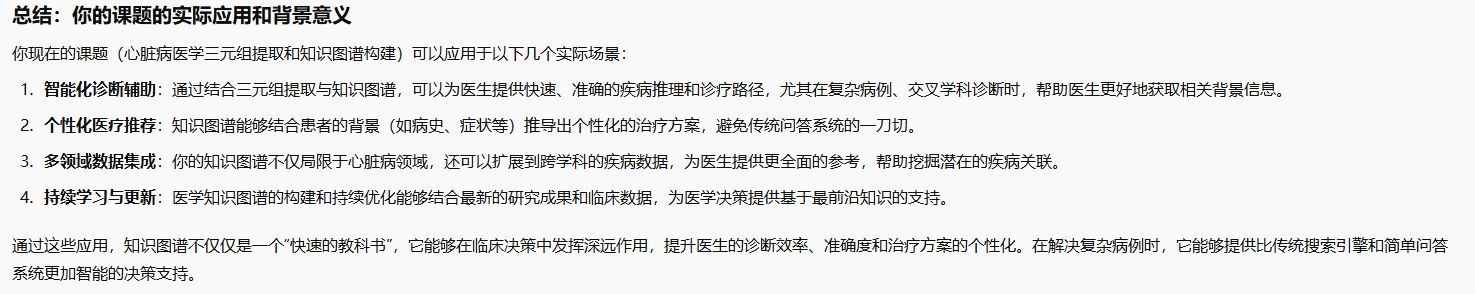 总结：你的课题的实际应用和背景意义
你现在的课题（心脏病医学三元组提取和知识图谱构建）可以应用于以下几个实际场景：
1. 智能化诊断辅助：通过结合三元组提取与知识图谱，可以为医生提供快速、准确的疾病推理和诊疗路径，尤其在复杂病例、交叉学科诊断时，帮助医生更好地获取相关背景信息。
2. 个性化医疗推荐：知识图谱能够结合患者的背景（如病史、症状等）推导出个性化的治疗方案，避免传统问答系统的一刀切。
3. 多领域数据集成：你的知识图谱不仅局限于心脏病领域，还可以扩展到跨学科的疾病数据，为医生提供更全面的参考，帮助挖掘潜在的疾病关联。
4. 持续学习与更新：医学知识图谱的构建和持续优化能够结合最新的研究成果和临床数据，为医学决策提供基于最前沿知识的支持。
通过这些应用，知识图谱不仅仅是一个“快速的教科书”，它能够在临床决策中发挥深远作用，提升医生的诊断效率、准确度和治疗方案的个性化。在解决复杂病例时，它能够提供比传统搜索引擎和简单问答
系统更加智能的决策支持。